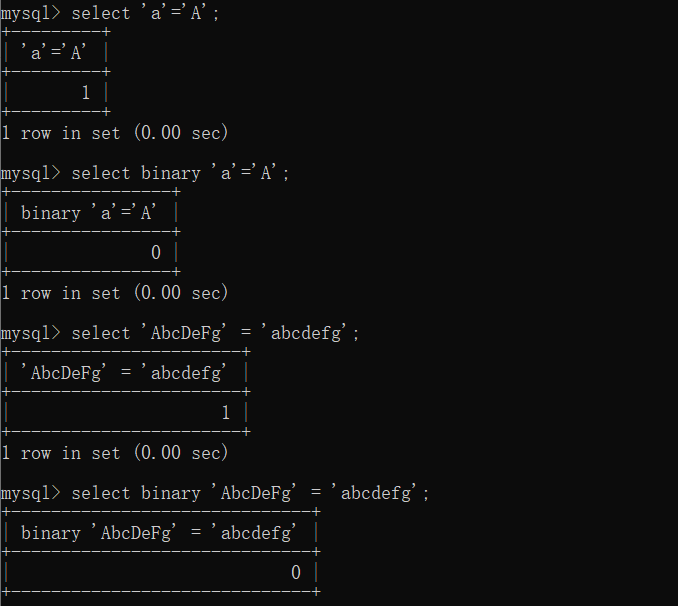 mysql> select 'a'='A';
+---------+
| 'a'='A' |
+---------+
|       1 |
+---------+
1 row in set (0.00 sec)
mysql> select binary 'a'='A';
+----------------+
| binary 'a'='A' |
+----------------+
|              0 |
+----------------+
1 row in set (0.00 sec)
mysql> select 'AbcDeFg' = 'abcdefg';
+-----------------------+
| 'AbcDeFg' = 'abcdefg' |
+-----------------------+
|                     1 |
+-----------------------+
1 row in set (0.00 sec)
mysql> select binary 'AbcDeFg' = 'abcdefg';
+------------------------------+
| binary 'AbcDeFg' = 'abcdefg' |
+------------------------------+
|                            0 |
+------------------------------+